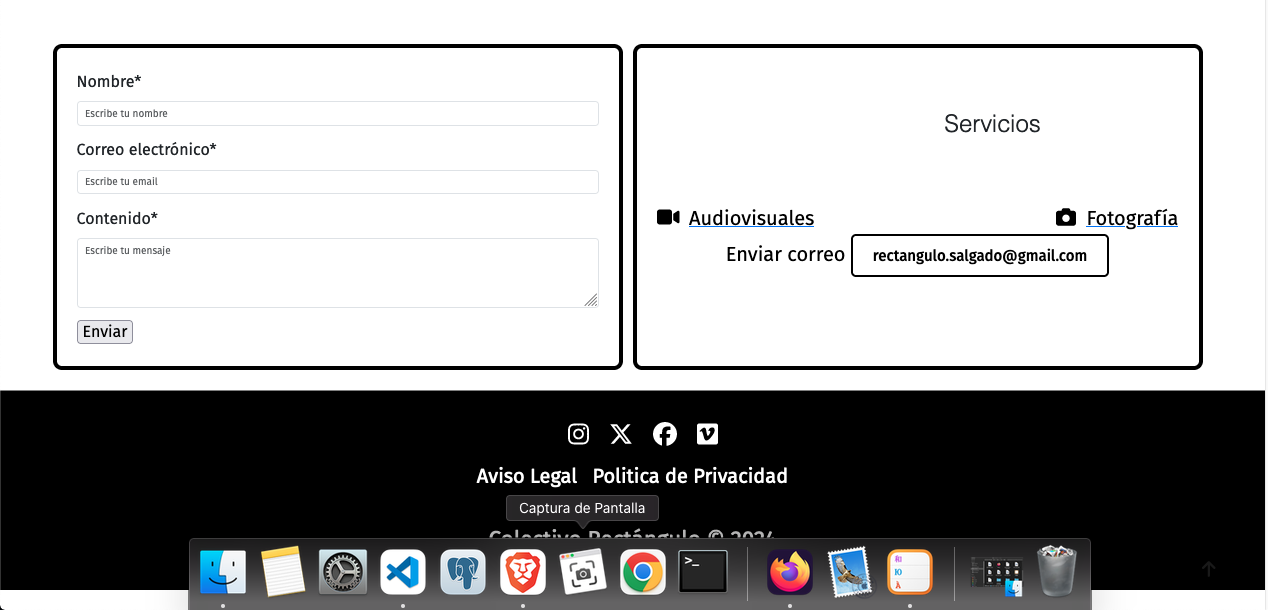 Nombre*
Escribe tu nombre
Correo electrónico*
Escribe tu email
Contenido*
Escribe tu mensaje
Enviar
Servicios
Audiovisuales
Fotografía
Enviar correo rectangulo.salgado@gmail.com
Aviso Legal Politica de Privacidad
Captura de Pantalla
Colectivo Rectángulo © 2024
>_